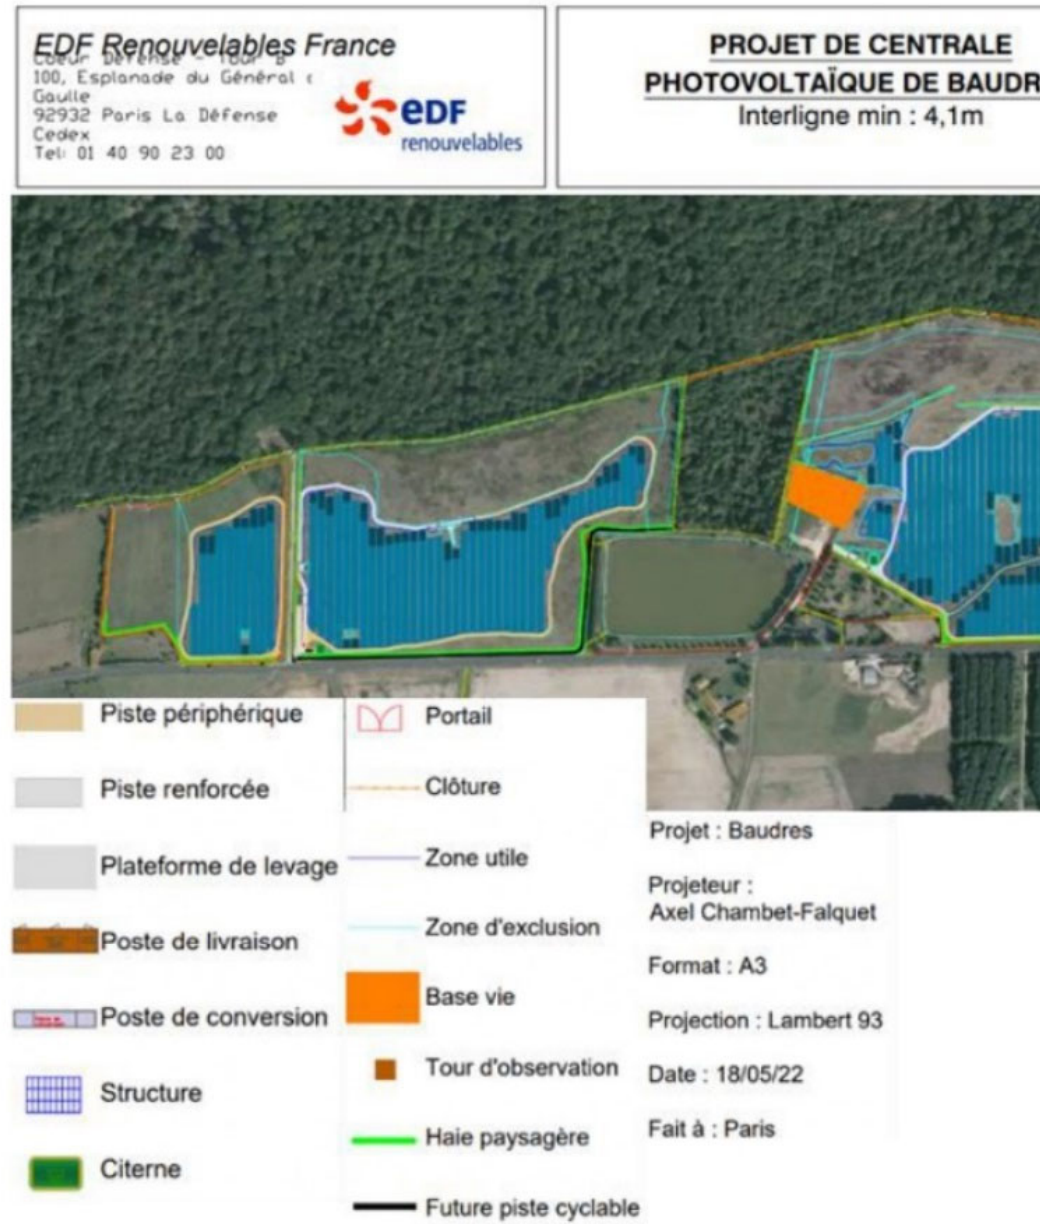 EDF Renouvelables France
Coeur Défense - Tour B
100, Esplanade du Général
Gaulle
92932 Paris La Défense
Cedex
Tel: 01 40 90 23 00
eDF
renouvelables
PROJET DE CENTRALE
PHOTOVOLTAÏQUE DE BAUDR
Interligne min : 4,1m
Piste périphérique
Piste renforcée
Plateforme de levage
Poste de livraison
Poste de conversion
Structure
Citerne
Portail
Clôture
Zone utile
Zone d'exclusion
Base vie
Tour d'observation
Haie paysagère
Future piste cyclable
Projet : Baudres
Projeteur :
Axel Chambet-Falquet
Format : A3
Projection : Lambert 93
Date : 18/05/22
Fait à : Paris